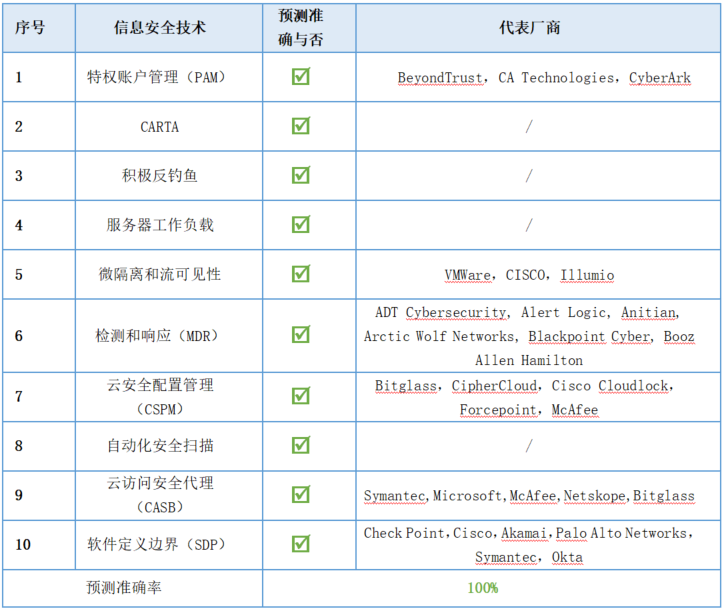 序号
信息安全技术
预测准
确与否
代表厂商
1
特权账户管理（PAM）
BeyondTrust，CA Technologies，CyberArk
2
CARTA
/
3
积极反钓鱼
/
4
服务器工作负载
/
5
微隔离和流可见性
VMWare，CISCO，Illumio
6
检测和响应（MDR）
ADT Cybersecurity, Alert Logic, Anitian,
Arctic Wolf Networks, Blackpoint Cyber, Booz
Allen Hamilton
7
云安全配置管理
（CSPM）
Bitglass，CipherCloud，Cisco Cloudlock，
Forcepoint，McAfee
8
自动化安全扫描
/
9
云访问安全代理
（CASB）
Symantec,Microsoft,McAfee,Netskope,Bitglass
10
软件定义边界（SDP）
Check Point,Cisco,Akamai,Palo Alto Networks，
Symantec，Okta
预测准确率
100%